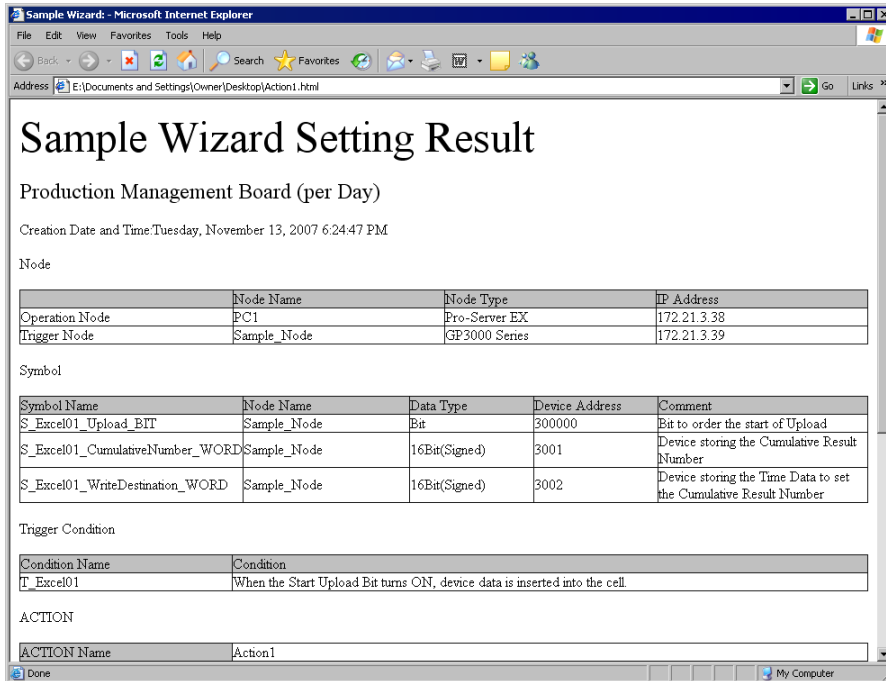 Sample Wizard: - Microsoft Internet Explorer
File Edit View Favorites Tools Help
Back Search Favorites
Address E:\Documents and Settings\Owner\Desktop\Action1.html Go Links »
Sample Wizard Setting Result
Production Management Board (per Day)
Creation Date and Time:Tuesday, November 13, 2007 6:24:47 PM
Node
Node Name Node Type IP Address
Operation Node PC1 Pro-Server EX 172.21.3.38
Trigger Node Sample_Node GP3000 Series 172.21.3.39
Symbol
Symbol Name Node Name Data Type Device Address Comment
S_Excel01_Upload_BIT Sample_Node Bit 300000 Bit to order the start of Upload
S_Excel01_CumulativeNumber_WORD Sample_Node 16Bit(Signed) 3001 Device storing the Cumulative Result
Number
S_Excel01_WriteDestination_WORD Sample_Node 16Bit(Signed) 3002 Device storing the Time Data to set
the Cumulative Result Number
Trigger Condition
Condition Name Condition
T_Excel01 When the Start Upload Bit turns ON, device data is inserted into the cell.
ACTION
ACTION Name Action1
Done My Computer